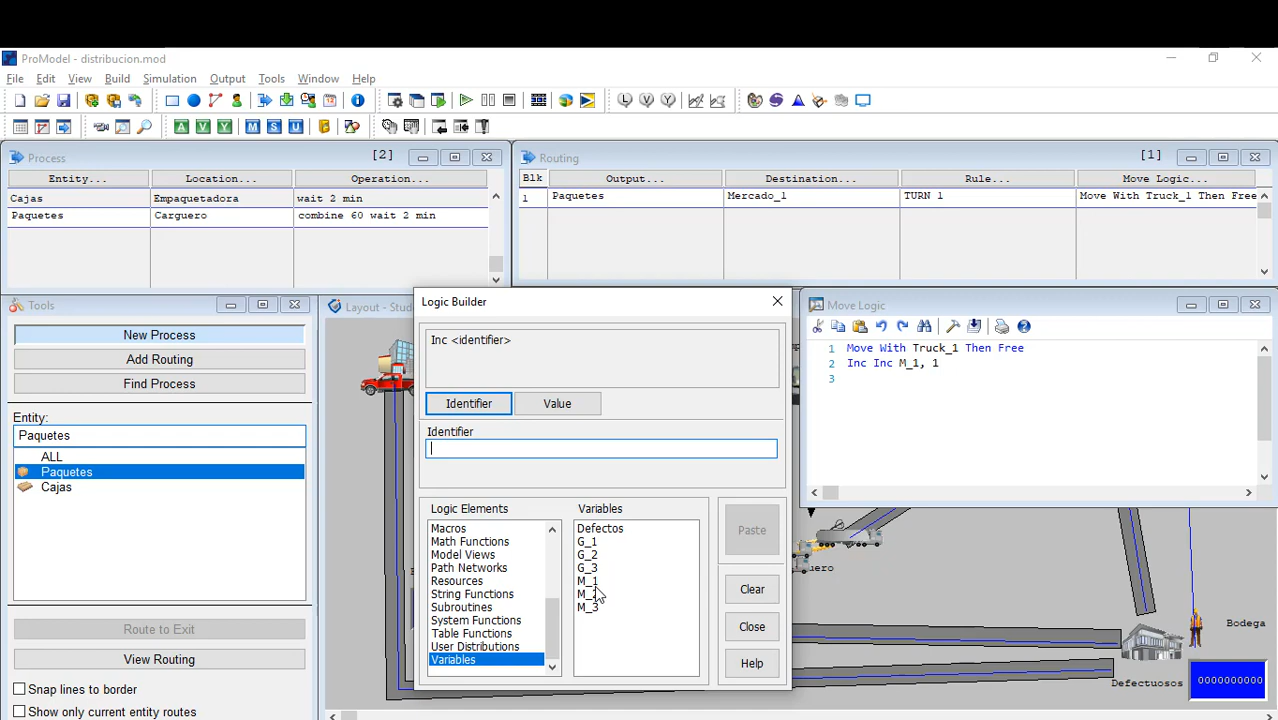 ProModel - distribucion.mod
File Edit View Build Simulation Output Tools Window Help
Process [2]
Entity... Location... Operation...
Cajas Empaquetadora wait 2 min
Paquetes Carguero combine 60 wait 2 min
Routing [1]
Blk Output... Destination... Rule... Move Logic...
1 Paquetes Mercado_1 TURN 1 Move With Truck_1 Then Free
Tools
New Process
Add Routing
Find Process
Entity:
Paquetes
ALL
Paquetes
Cajas
Route to Exit
View Routing
Snap lines to border
Show only current entity routes
Layout - Stude
Logic Builder
Inc <identifier>
Identifier Value
Identifier
Logic Elements
Macros
Math Functions
Model Views
Path Networks
Resources
String Functions
Subroutines
System Functions
Table Functions
User Distributions
Variables
Variables
Defectos
G_1
G_2
G_3
M_1
M_2
M_3
Paste
Clear
Close
Help
Move Logic
1 Move With Truck_1 Then Free
2 Inc Inc M_1, 1
3
uero
Bodega
Defectuosos
0000000000